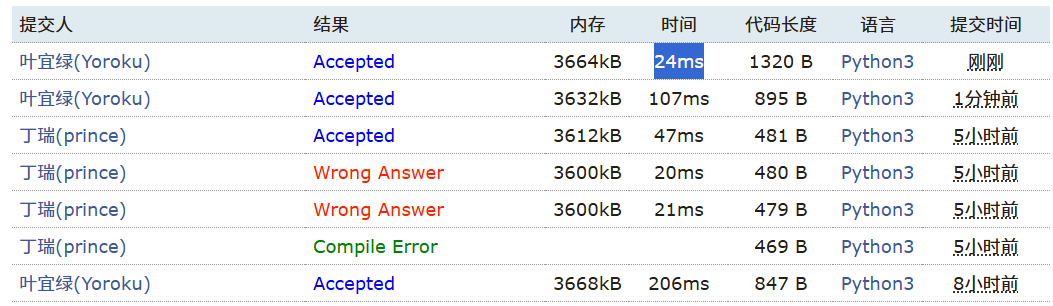 提交人 结果 内存 时间 代码长度 语言 提交时间
叶宜绿(Yoroku) Accepted 3664kB 24ms 1320 B Python3 刚刚
叶宜绿(Yoroku) Accepted 3632kB 107ms 895 B Python3 1分钟前
丁瑞(prince) Accepted 3612kB 47ms 481 B Python3 5小时前
丁瑞(prince) Wrong Answer 3600kB 20ms 480 B Python3 5小时前
丁瑞(prince) Wrong Answer 3600kB 21ms 479 B Python3 5小时前
丁瑞(prince) Compile Error 469 B Python3 5小时前
叶宜绿(Yoroku) Accepted 3668kB 206ms 847 B Python3 8小时前